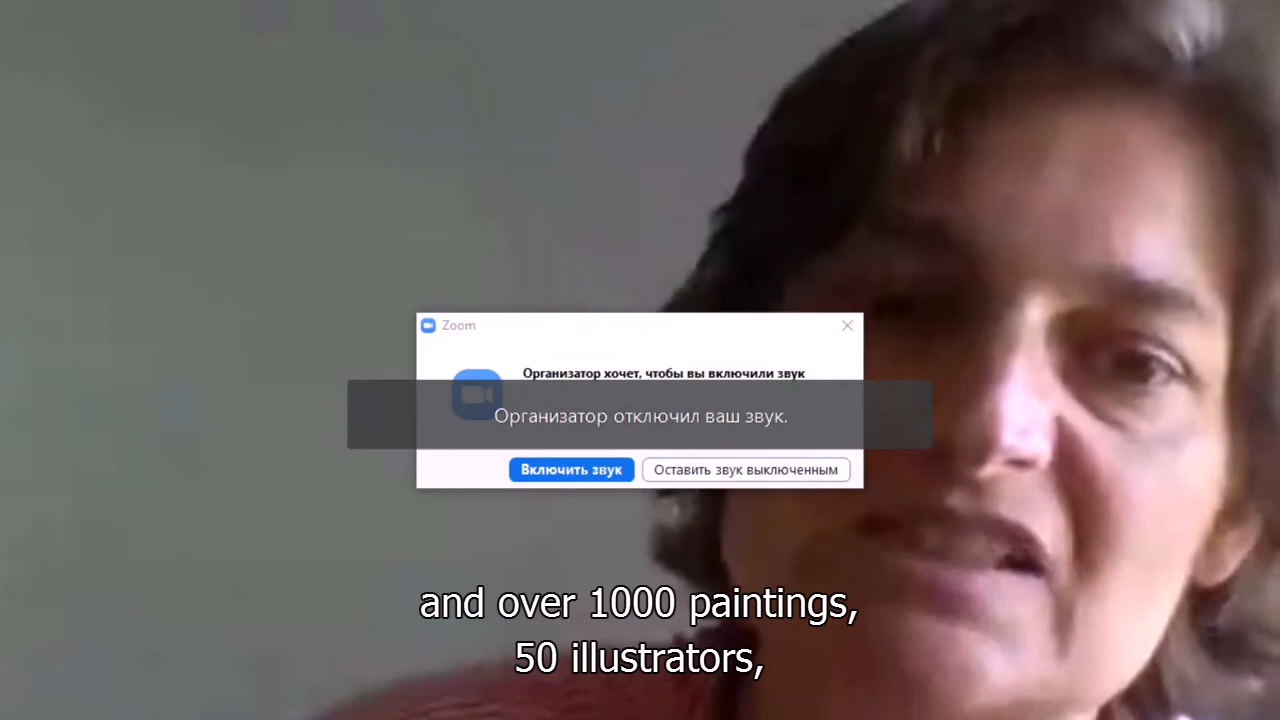 Zoom
Организатор хочет, чтобы вы включили звук
Организатор отключил ваш звук.
Включить звук
Оставить звук выключенным
and over 1000 paintings,
50 illustrators,